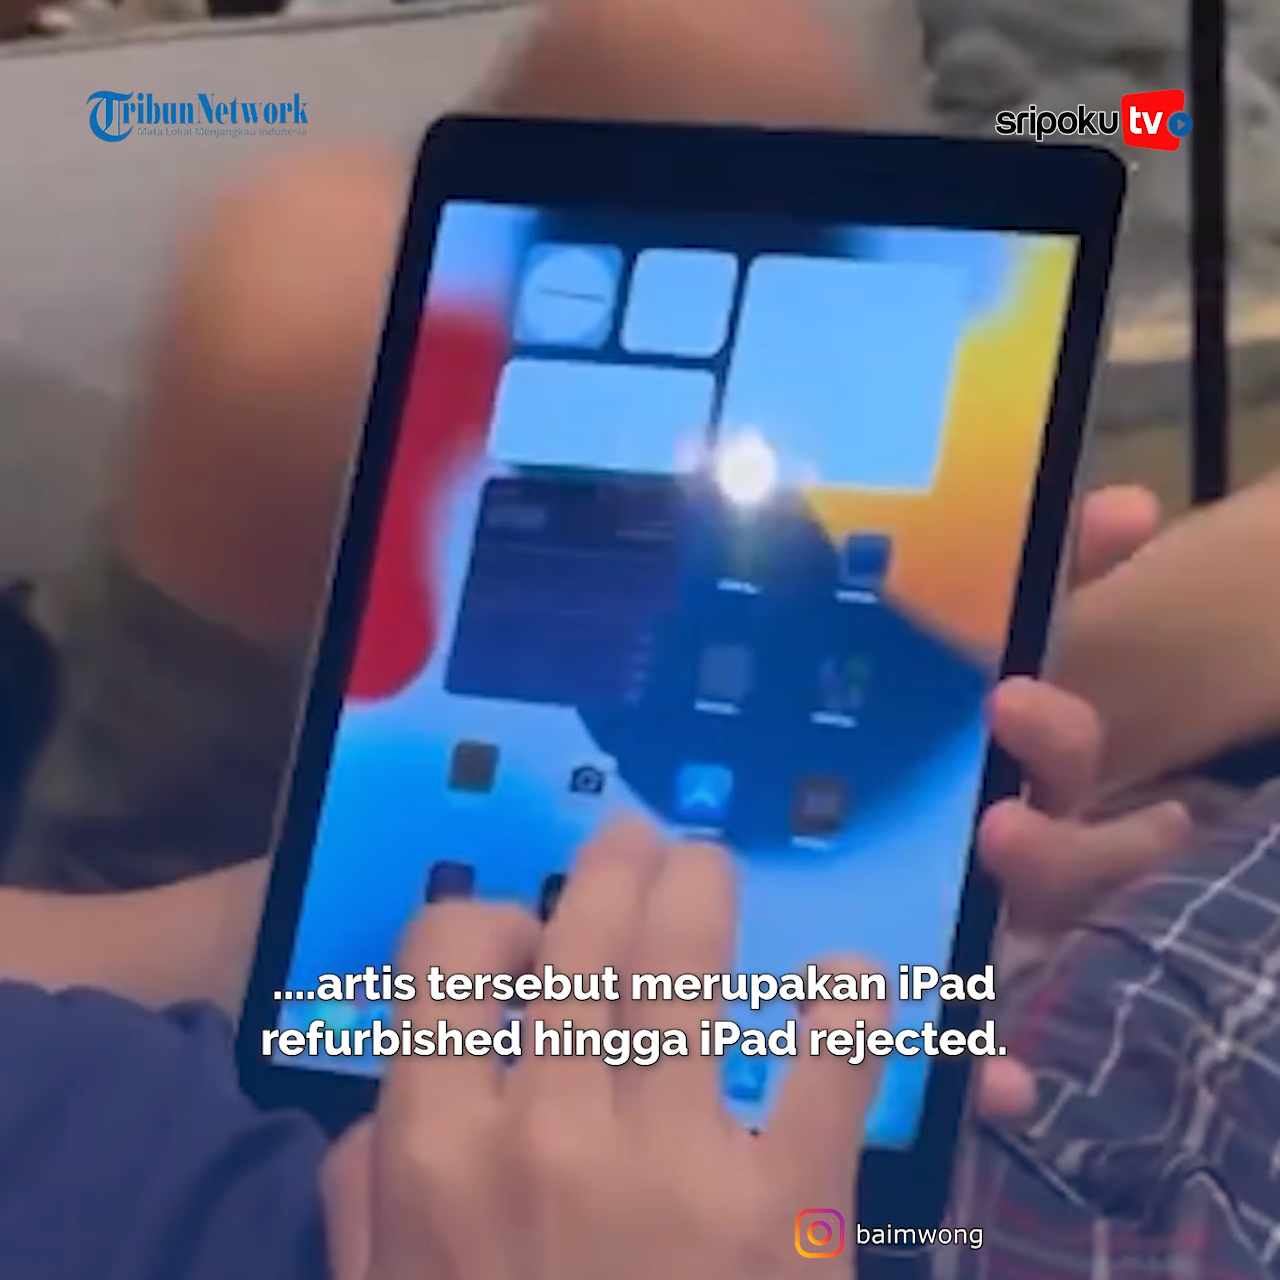 TribunNetwork
Mata Lokal Menjangkau Indonesia
sripoku tv
....artis tersebut merupakan iPad
refurbished hingga iPad rejected.
baimwong